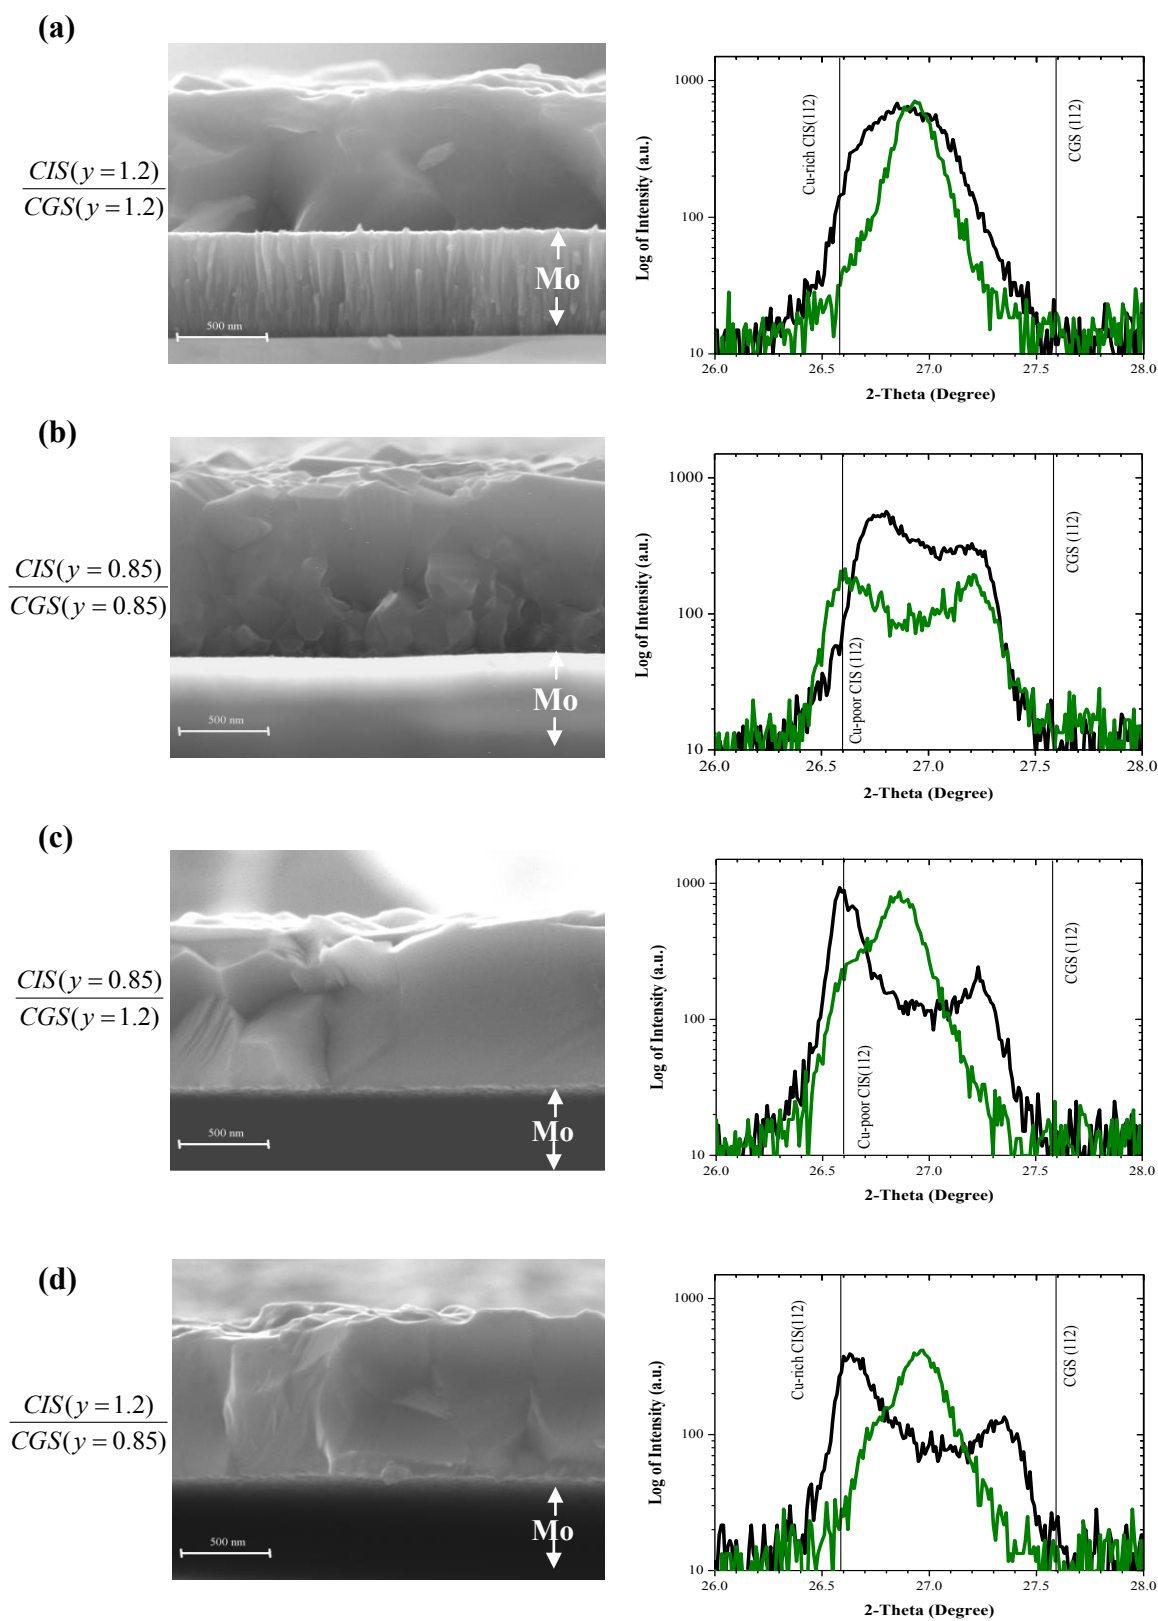 (a)
CIS(y = 1.2)
CGS(y = 1.2)
Mo
500 nm
Log of Intensity (a.u.)
1000
100
10
Cu-rich CIS(112)
CGS (112)
26.0 26.5 27.0 27.5 28.0
2-Theta (Degree)
(b)
CIS(y = 0.85)
CGS(y = 0.85)
Mo
500 nm
Log of Intensity (a.u.)
1000
100
10
Cu-poor CIS (112)
CGS (112)
26.0 26.5 27.0 27.5 28.0
2-Theta (Degree)
(c)
CIS(y = 0.85)
CGS(y = 1.2)
Mo
500 nm
Log of Intensity (a.u.)
1000
100
10
Cu-poor CIS(112)
CGS (112)
26.0 26.5 27.0 27.5 28.0
2-Theta (Degree)
(d)
CIS(y = 1.2)
CGS(y = 0.85)
Mo
500 nm
Log of Intensity (a.u.)
1000
100
10
Cu-rich CIS(112)
CGS (112)
26.0 26.5 27.0 27.5 28.0
2-Theta (Degree)